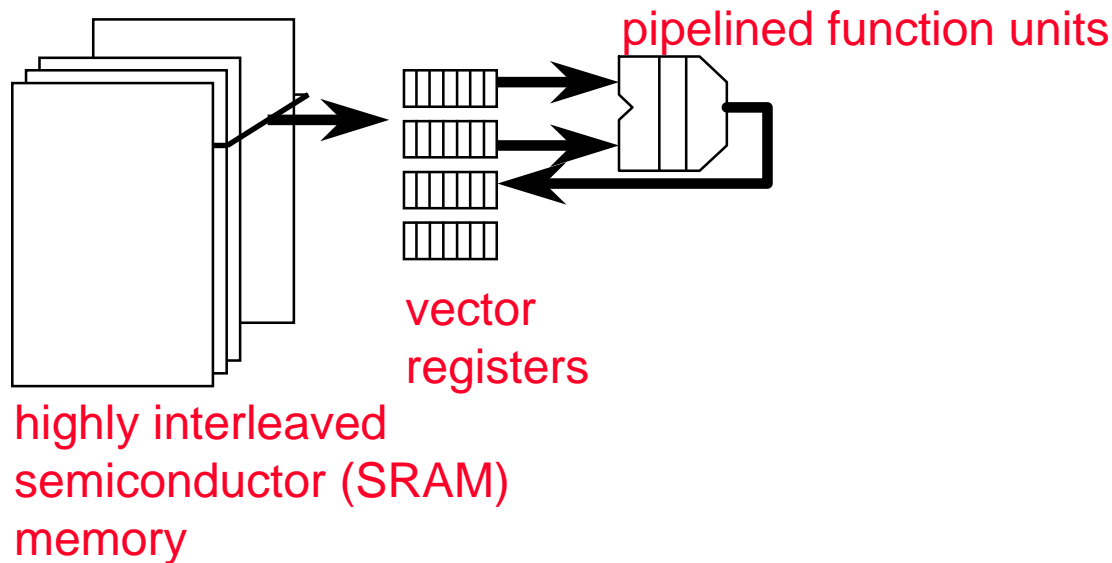 pipelined function units
vector
registers
highly interleaved
semiconductor (SRAM)
memory